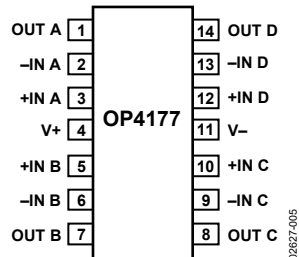 OUT A 1 14 OUT D
–IN A 2 13 –IN D
+IN A 3 12 +IN D
V+ 4 OP4177 11 V–
+IN B 5 10 +IN C
–IN B 6 9 –IN C
OUT B 7 8 OUT C
02627-005